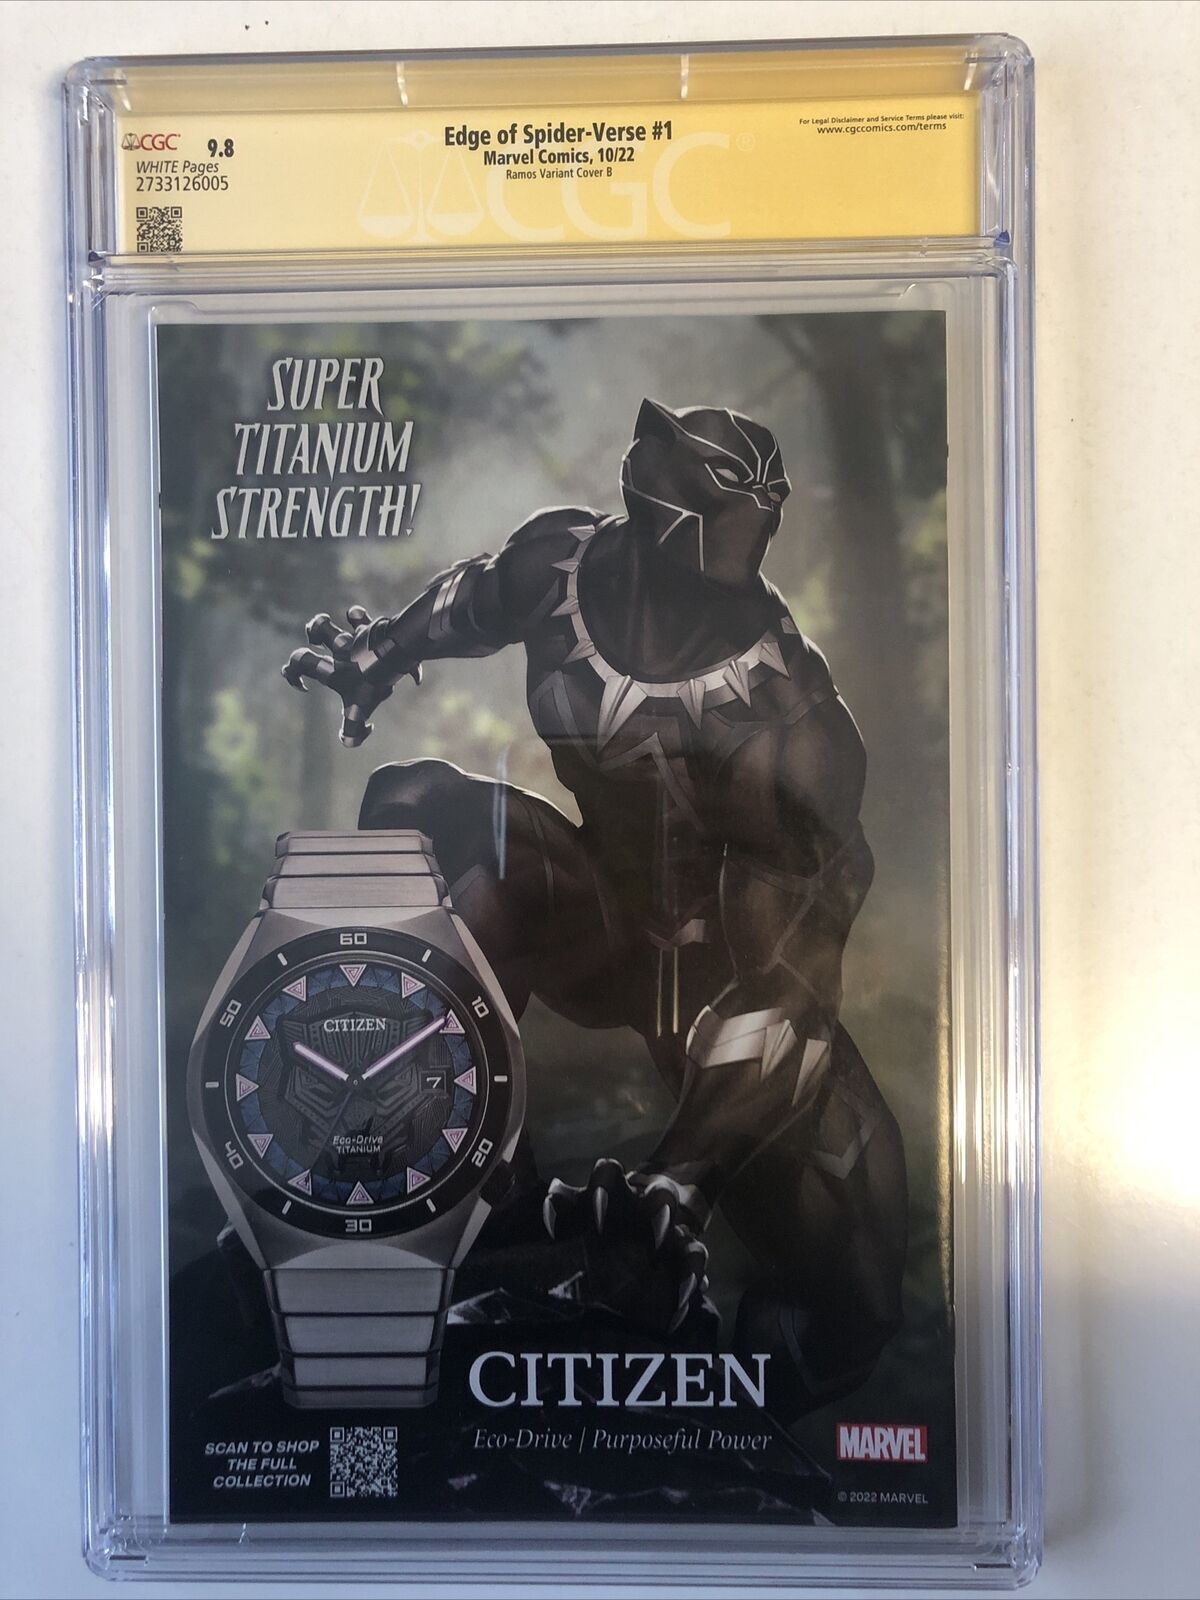 CGC 9.8
WHITE Pages
2733126005
Edge of Spider-Verse #1
Marvel Comics, 10/22
Ramos Variant Cover B
For Legal Disclaimer and Service Terms please visit:
www.cgccomics.com/terms
CGC®
SUPER
TITANIUM
STRENGTH!
60
50
10
CITIZEN
7
Eco-Drive
TITANIUM
40
20
30
CITIZEN
Eco-Drive | Purposeful Power
SCAN TO SHOP
THE FULL
COLLECTION
MARVEL
© 2022 MARVEL